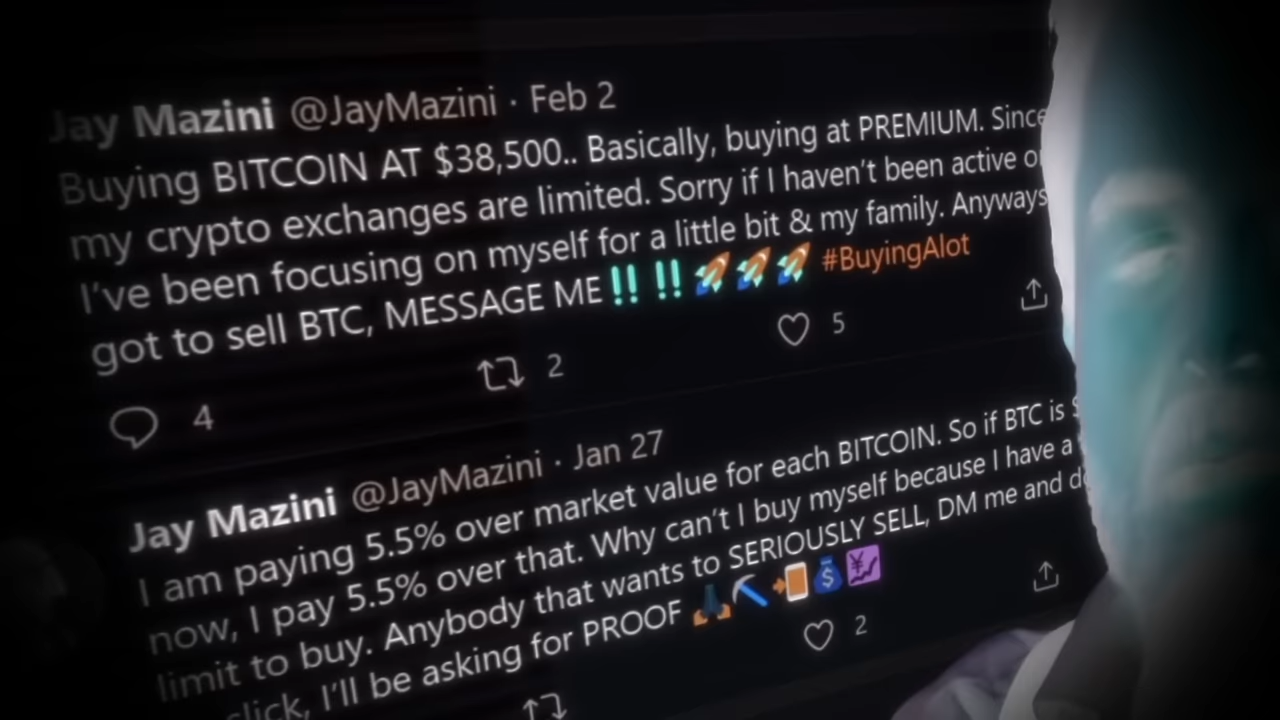 Jay Mazini @JayMazini · Feb 2
Buying BITCOIN AT $38,500.. Basically, buying at PREMIUM. Since
my crypto exchanges are limited. Sorry if I haven't been active
I've been focusing on myself for a little bit & my family. Anyways
got to sell BTC, MESSAGE ME‼️ ‼️ 🚀🚀🚀 #BuyingAlot
4 2 5
Jay Mazini @JayMazini · Jan 27
I am paying 5.5% over market value for each BITCOIN. So if BTC is
now, I pay 5.5% over that. Why can't I buy myself because I have a
limit to buy. Anybody that wants to SERIOUSLY SELL, DM me and
click, I'll be asking for PROOF 🙏⛏📲💰💹
2